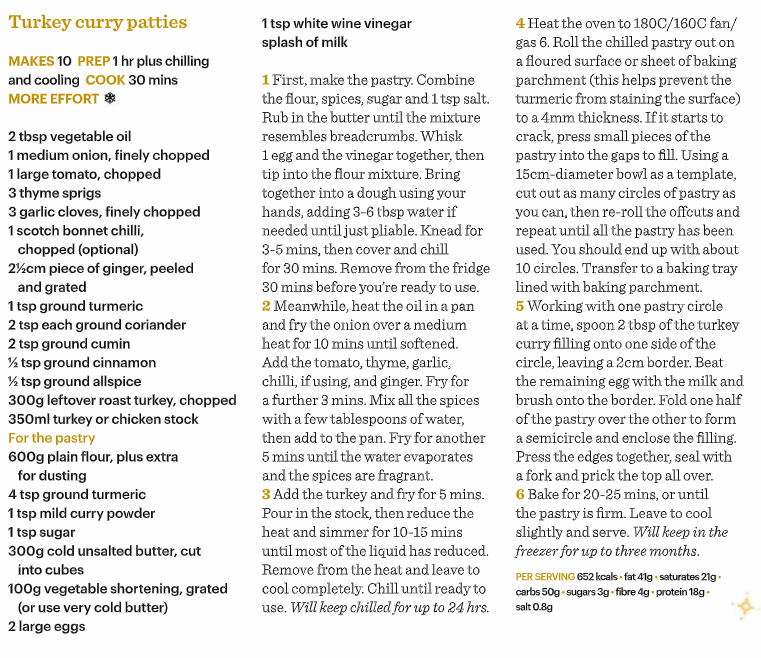 Turkey curry patties
MAKES 10 PREP 1 hr plus chilling
and cooling COOK 30 mins
MORE EFFORT ❄
2 tbsp vegetable oil
1 medium onion, finely chopped
1 large tomato, chopped
3 thyme sprigs
3 garlic cloves, finely chopped
1 scotch bonnet chilli,
chopped (optional)
2½cm piece of ginger, peeled
and grated
1 tsp ground turmeric
2 tsp each ground coriander
2 tsp ground cumin
½ tsp ground cinnamon
½ tsp ground allspice
300g leftover roast turkey, chopped
350ml turkey or chicken stock
For the pastry
600g plain flour, plus extra
for dusting
4 tsp ground turmeric
1 tsp mild curry powder
1 tsp sugar
300g cold unsalted butter, cut
into cubes
100g vegetable shortening, grated
(or use very cold butter)
2 large eggs
1 tsp white wine vinegar
splash of milk
1 First, make the pastry. Combine
the flour, spices, sugar and 1 tsp salt.
Rub in the butter until the mixture
resembles breadcrumbs. Whisk
1 egg and the vinegar together, then
tip into the flour mixture. Bring
together into a dough using your
hands, adding 3-6 tbsp water if
needed until just pliable. Knead for
3-5 mins, then cover and chill
for 30 mins. Remove from the fridge
30 mins before you're ready to use.
2 Meanwhile, heat the oil in a pan
and fry the onion over a medium
heat for 10 mins until softened.
Add the tomato, thyme, garlic,
chilli, if using, and ginger. Fry for
a further 3 mins. Mix all the spices
with a few tablespoons of water,
then add to the pan. Fry for another
5 mins until the water evaporates
and the spices are fragrant.
3 Add the turkey and fry for 5 mins.
Pour in the stock, then reduce the
heat and simmer for 10-15 mins
until most of the liquid has reduced.
Remove from the heat and leave to
cool completely. Chill until ready to
use. Will keep chilled for up to 24 hrs.
4 Heat the oven to 180C/160C fan/
gas 6. Roll the chilled pastry out on
a floured surface or sheet of baking
parchment (this helps prevent the
turmeric from staining the surface)
to a 4mm thickness. If it starts to
crack, press small pieces of the
pastry into the gaps to fill. Using a
15cm-diameter bowl as a template,
cut out as many circles of pastry as
you can, then re-roll the offcuts and
repeat until all the pastry has been
used. You should end up with about
10 circles. Transfer to a baking tray
lined with baking parchment.
5 Working with one pastry circle
at a time, spoon 2 tbsp of the turkey
curry filling onto one side of the
circle, leaving a 2cm border. Beat
the remaining egg with the milk and
brush onto the border. Fold one half
of the pastry over the other to form
a semicircle and enclose the filling.
Press the edges together, seal with
a fork and prick the top all over.
6 Bake for 20-25 mins, or until
the pastry is firm. Leave to cool
slightly and serve. Will keep in the
freezer for up to three months.
PER SERVING 652 kcals • fat 41g • saturates 21g •
carbs 50g • sugars 3g • fibre 4g • protein 18g •
salt 0.8g